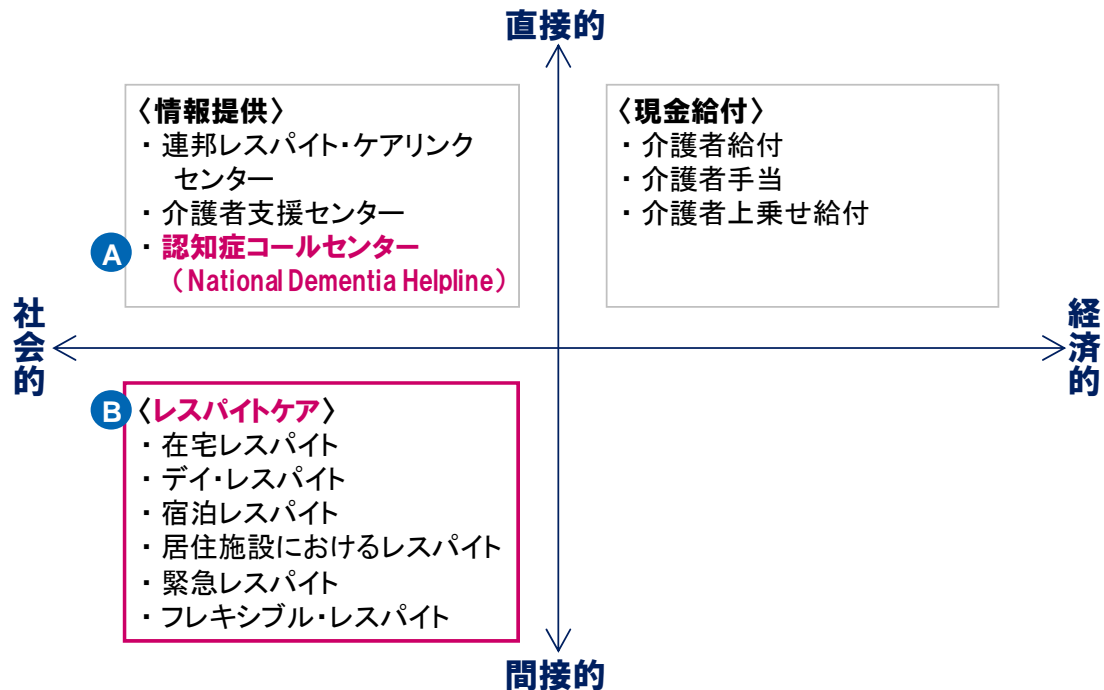 直接的
〈情報提供〉
・ 連邦レスパイト・ケアリンク
センター
・ 介護者支援センター
A ・ 認知症コールセンター
（National Dementia Helpline）
〈現金給付〉
・ 介護者給付
・ 介護者手当
・ 介護者上乗せ給付
社会的
経済的
B 〈レスパイトケア〉
・ 在宅レスパイト
・ デイ・レスパイト
・ 宿泊レスパイト
・ 居住施設におけるレスパイト
・ 緊急レスパイト
・ フレキシブル・レスパイト
間接的